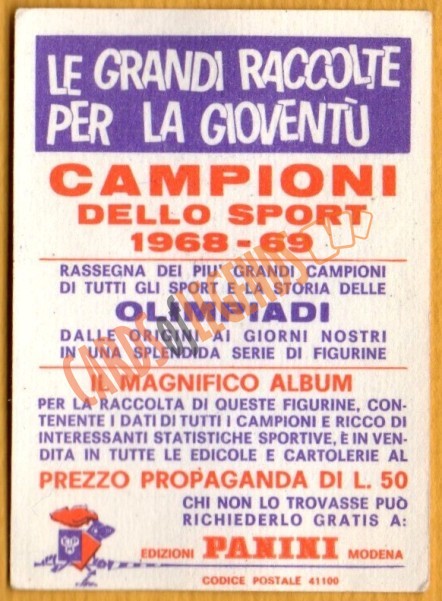 LE GRANDI RACCOLTE
PER LA GIOVENTÙ
CAMPIONI
DELLO SPORT
1968-69
RASSEGNA DEI PIU' GRANDI CAMPIONI
DI TUTTI GLI SPORT E LA STORIA DELLE
OLIMPIADI
DALLE ORIGINI AI GIORNI NOSTRI
IN UNA SPLENDIDA SERIE DI FIGURINE
IL MAGNIFICO ALBUM
PER LA RACCOLTA DI QUESTE FIGURINE, CON-
TENENTE I DATI DI TUTTI I CAMPIONI E RICCO DI
INTERESSANTI STATISTICHE SPORTIVE, È IN VEN-
DITA IN TUTTE LE EDICOLE E CARTOLERIE AL
PREZZO PROPAGANDA DI L. 50
CHI NON LO TROVASSE PUÒ
RICHIEDERLO GRATIS A:
EDIZIONI PANINI MODENA
CODICE POSTALE 41100
CARDSOFLEGENDS